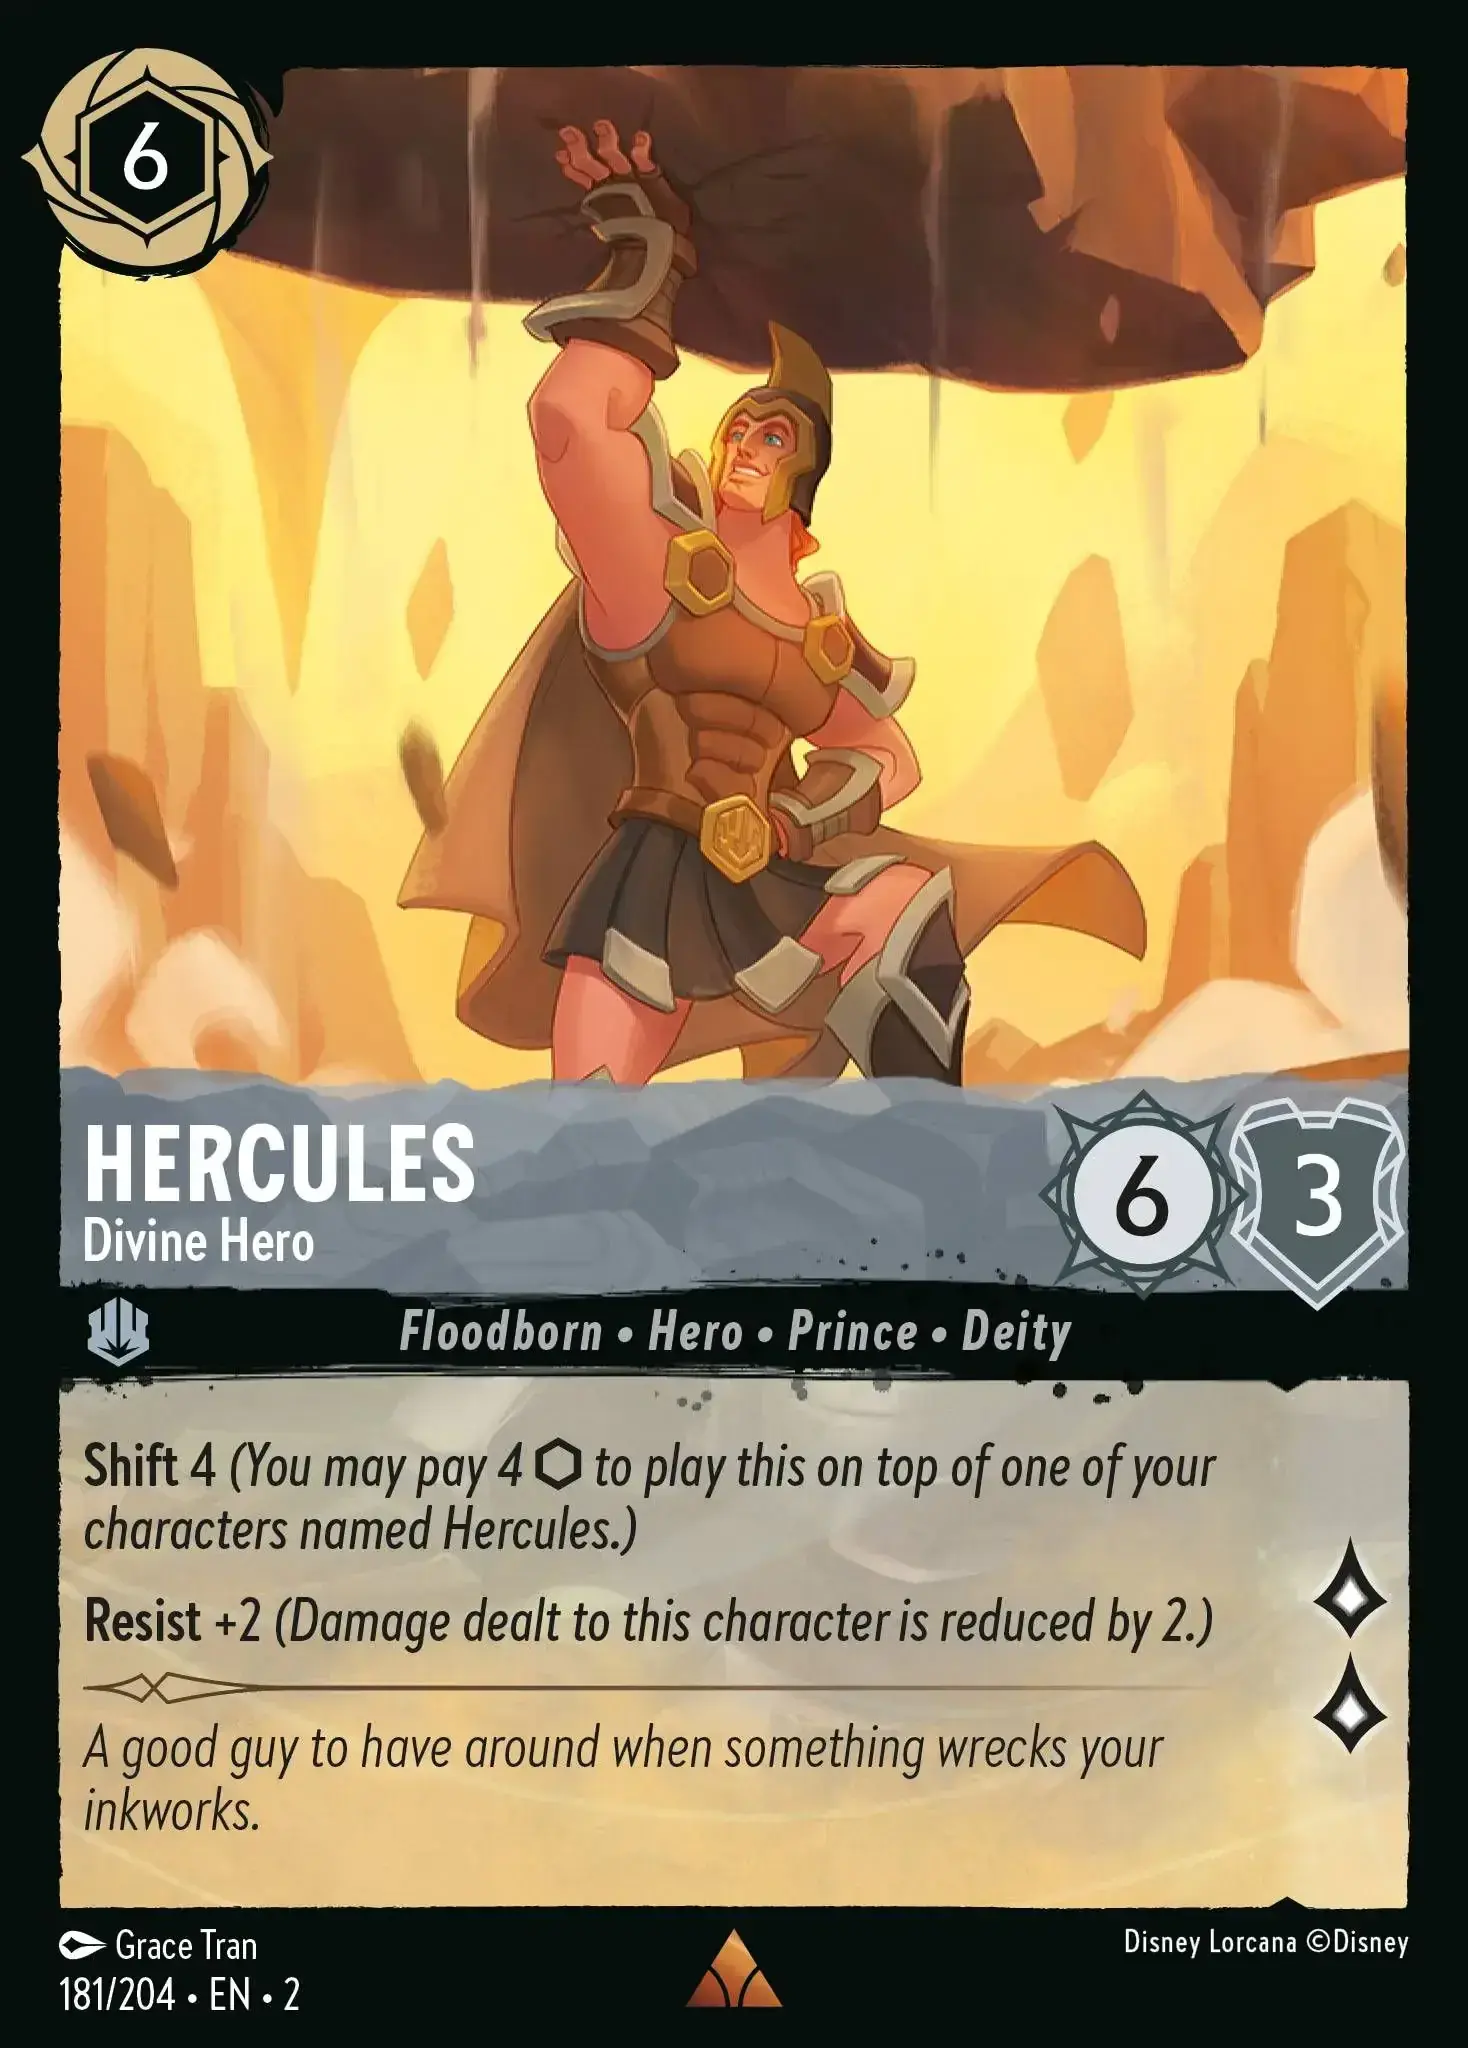 6
HERCULES
Divine Hero
6
3
Floodborn • Hero • Prince • Deity
Shift 4 (You may pay 4 ⬡ to play this on top of one of your
characters named Hercules.)
Resist +2 (Damage dealt to this character is reduced by 2.)
A good guy to have around when something wrecks your
inkworks.
Grace Tran
Disney Lorcana ©Disney
181/204 • EN • 2